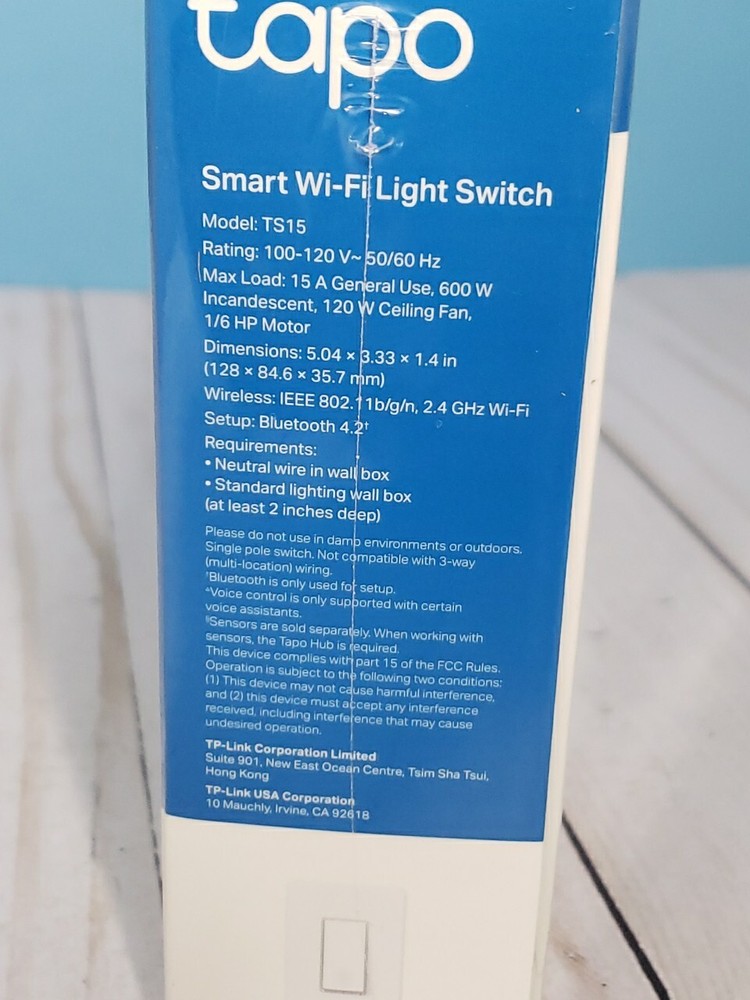 tapo
Smart Wi-Fi Light Switch
Model: TS15
Rating: 100-120 V~ 50/60 Hz
Max Load: 15 A General Use, 600 W
Incandescent, 120 W Ceiling Fan,
1/6 HP Motor
Dimensions: 5.04 × 3.33 × 1.4 in
(128 × 84.6 × 35.7 mm)
Wireless: IEEE 802.11b/g/n, 2.4 GHz Wi-Fi
Setup: Bluetooth 4.2†
Requirements:
• Neutral wire in wall box
• Standard lighting wall box
(at least 2 inches deep)
Please do not use in damp environments or outdoors.
Single pole switch. Not compatible with 3-way
(multi-location) wiring.
†Bluetooth is only used for setup.
*Voice control is only supported with certain
voice assistants.
§Sensors are sold separately. When working with
sensors, the Tapo Hub is required.
This device complies with part 15 of the FCC Rules.
Operation is subject to the following two conditions:
(1) This device may not cause harmful interference,
and (2) this device must accept any interference
received, including interference that may cause
undesired operation.
TP-Link Corporation Limited
Suite 901, New East Ocean Centre, Tsim Sha Tsui,
Hong Kong
TP-Link USA Corporation
10 Mauchly, Irvine, CA 92618